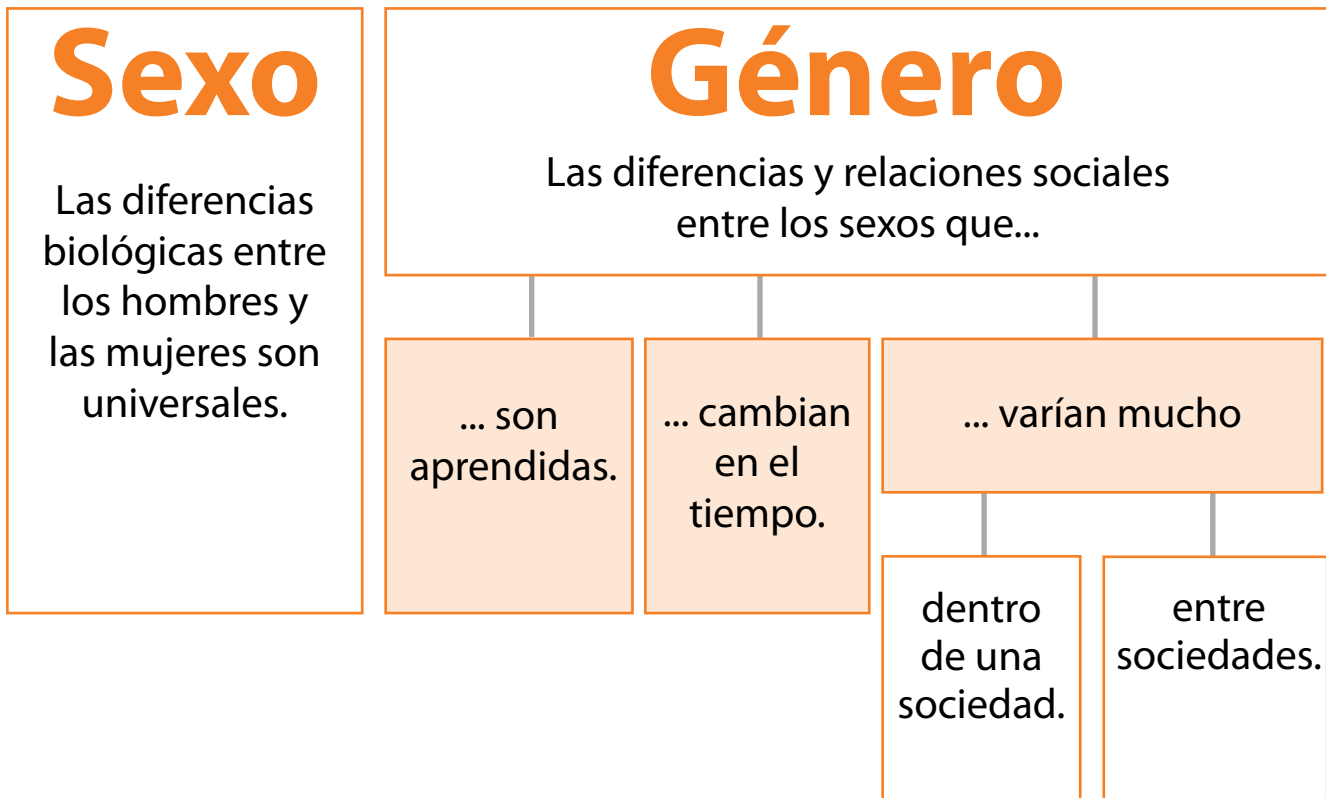 Sexo
Las diferencias
biológicas entre
los hombres y
las mujeres son
universales.
Género
Las diferencias y relaciones sociales
entre los sexos que...
... son
aprendidas.
... cambian
en el
tiempo.
... varían mucho
dentro
de una
sociedad.
entre
sociedades.